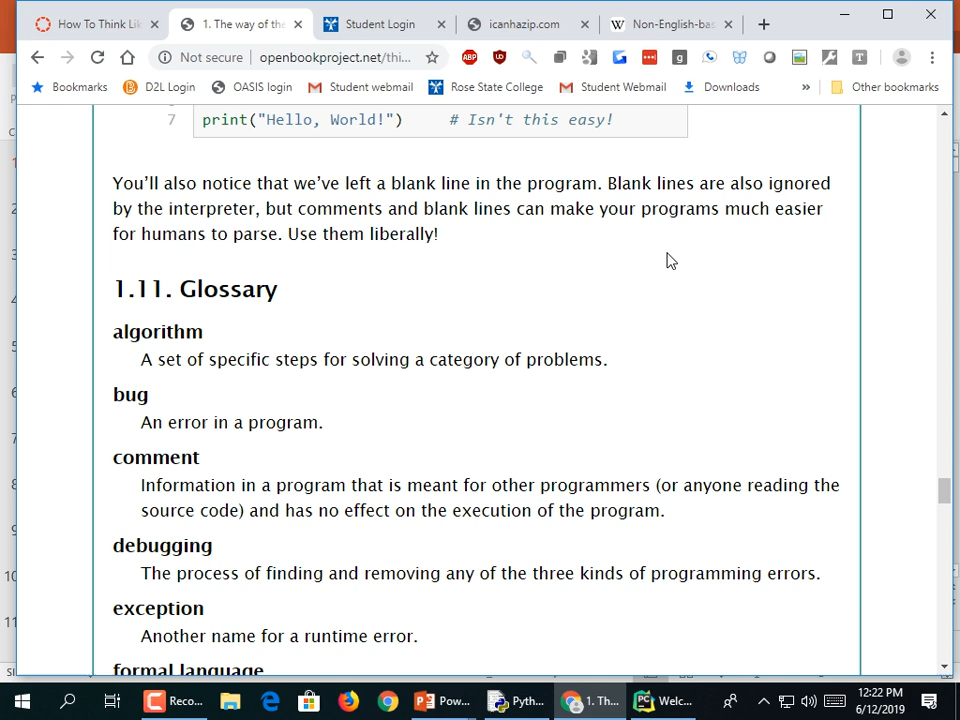 How To Think Li
1. The way of the
Student Login
icanhazip.com
Non-English-bas
Not secure
openbookproject.net/thi...
Bookmarks
D2L Login
OASIS login
Student webmail
Rose State College
Student Webmail
Downloads
Other bookmarks
7 print("Hello, World!") # Isn't this easy!
You'll also notice that we've left a blank line in the program. Blank lines are also ignored
by the interpreter, but comments and blank lines can make your programs much easier
for humans to parse. Use them liberally!
1.11. Glossary
algorithm
A set of specific steps for solving a category of problems.
bug
An error in a program.
comment
Information in a program that is meant for other programmers (or anyone reading the
source code) and has no effect on the execution of the program.
debugging
The process of finding and removing any of the three kinds of programming errors.
exception
Another name for a runtime error.
formal language
Reco...
Pow...
Pyth...
1. Th...
Welc...
12:22 PM
6/12/2019